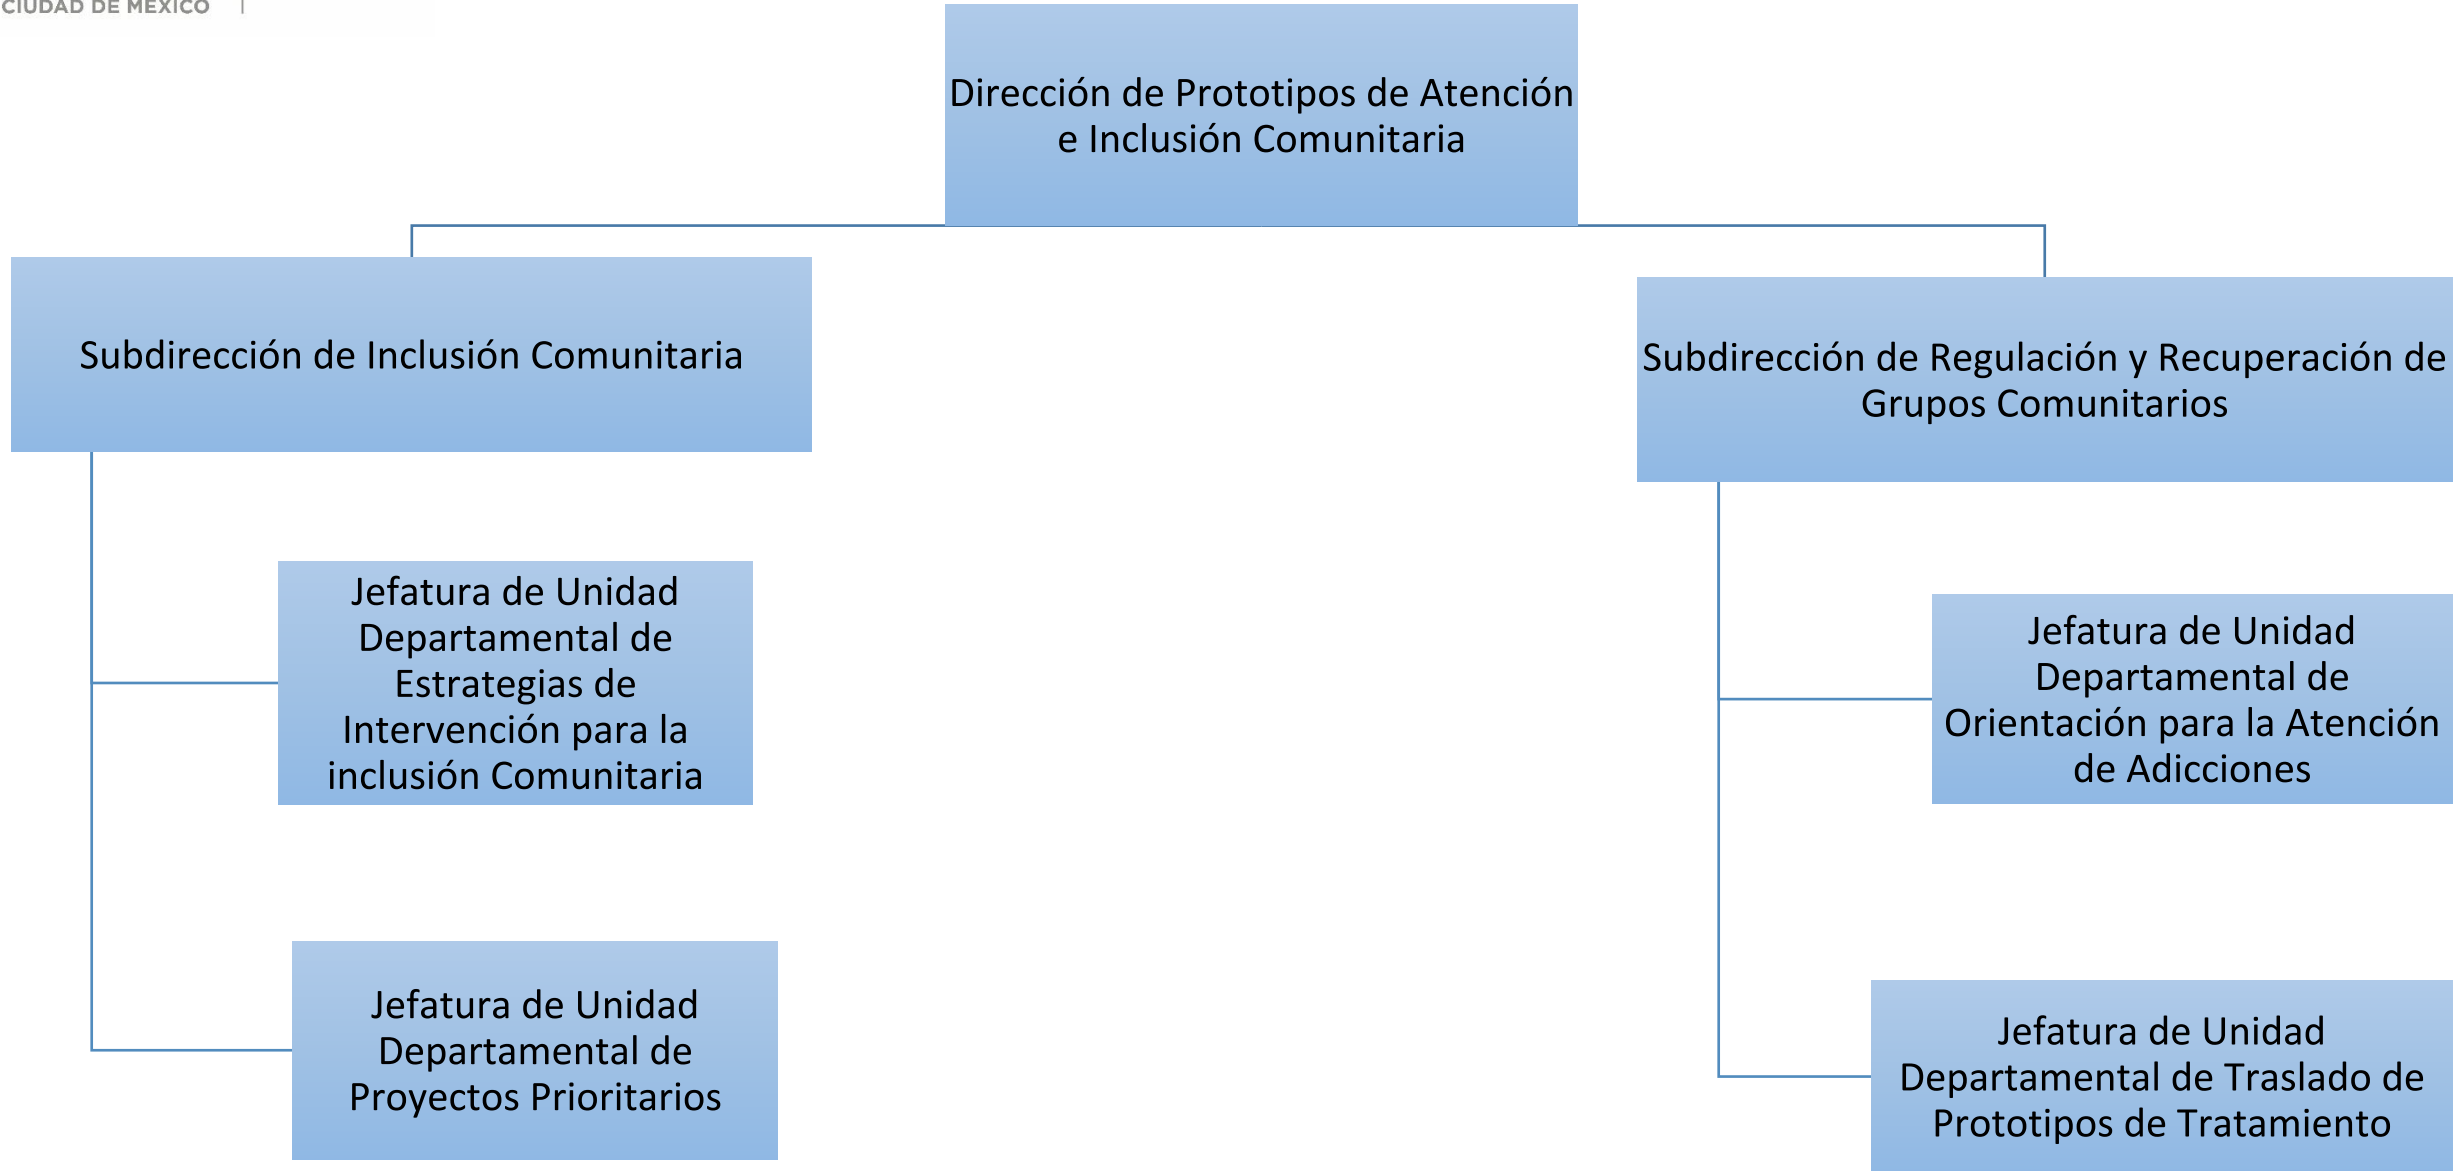 CIUDAD DE MÉXICO
Dirección de Prototipos de Atención
e Inclusión Comunitaria
Subdirección de Inclusión Comunitaria
Subdirección de Regulación y Recuperación de
Grupos Comunitarios
Jefatura de Unidad
Departamental de
Estrategias de
Intervención para la
inclusión Comunitaria
Jefatura de Unidad
Departamental de
Orientación para la Atención
de Adicciones
Jefatura de Unidad
Departamental de
Proyectos Prioritarios
Jefatura de Unidad
Departamental de Traslado de
Prototipos de Tratamiento